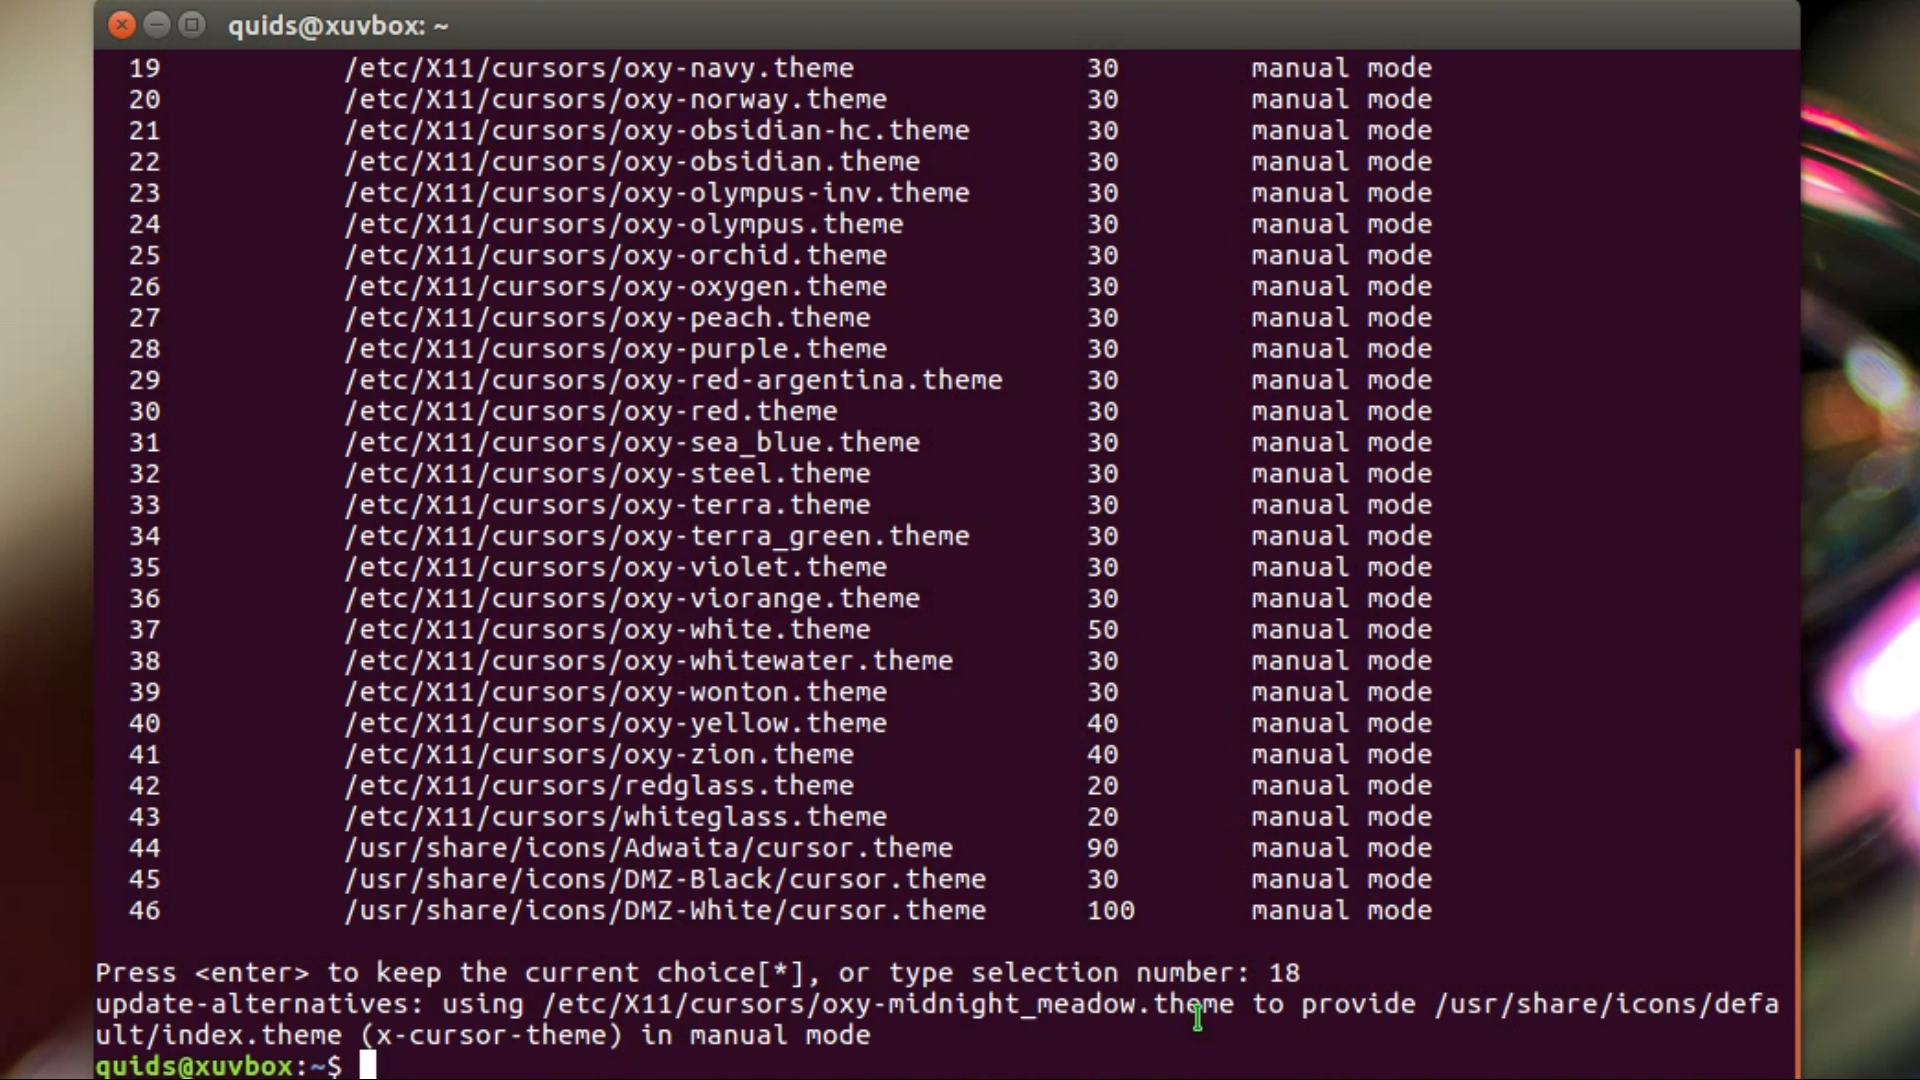 quids@xuvbox: ~
19 /etc/X11/cursors/oxy-navy.theme 30 manual mode
20 /etc/X11/cursors/oxy-norway.theme 30 manual mode
21 /etc/X11/cursors/oxy-obsidian-hc.theme 30 manual mode
22 /etc/X11/cursors/oxy-obsidian.theme 30 manual mode
23 /etc/X11/cursors/oxy-olympus-inv.theme 30 manual mode
24 /etc/X11/cursors/oxy-olympus.theme 30 manual mode
25 /etc/X11/cursors/oxy-orchid.theme 30 manual mode
26 /etc/X11/cursors/oxy-oxygen.theme 30 manual mode
27 /etc/X11/cursors/oxy-peach.theme 30 manual mode
28 /etc/X11/cursors/oxy-purple.theme 30 manual mode
29 /etc/X11/cursors/oxy-red-argentina.theme 30 manual mode
30 /etc/X11/cursors/oxy-red.theme 30 manual mode
31 /etc/X11/cursors/oxy-sea_blue.theme 30 manual mode
32 /etc/X11/cursors/oxy-steel.theme 30 manual mode
33 /etc/X11/cursors/oxy-terra.theme 30 manual mode
34 /etc/X11/cursors/oxy-terra_green.theme 30 manual mode
35 /etc/X11/cursors/oxy-violet.theme 30 manual mode
36 /etc/X11/cursors/oxy-viorange.theme 30 manual mode
37 /etc/X11/cursors/oxy-white.theme 50 manual mode
38 /etc/X11/cursors/oxy-whitewater.theme 30 manual mode
39 /etc/X11/cursors/oxy-wonton.theme 30 manual mode
40 /etc/X11/cursors/oxy-yellow.theme 40 manual mode
41 /etc/X11/cursors/oxy-zion.theme 40 manual mode
42 /etc/X11/cursors/redglass.theme 20 manual mode
43 /etc/X11/cursors/whiteglass.theme 20 manual mode
44 /usr/share/icons/Adwaita/cursor.theme 90 manual mode
45 /usr/share/icons/DMZ-Black/cursor.theme 30 manual mode
46 /usr/share/icons/DMZ-White/cursor.theme 100 manual mode
Press <enter> to keep the current choice[*], or type selection number: 18
update-alternatives: using /etc/X11/cursors/oxy-midnight_meadow.theme to provide /usr/share/icons/defa
ult/index.theme (x-cursor-theme) in manual mode
quids@xuvbox:~$